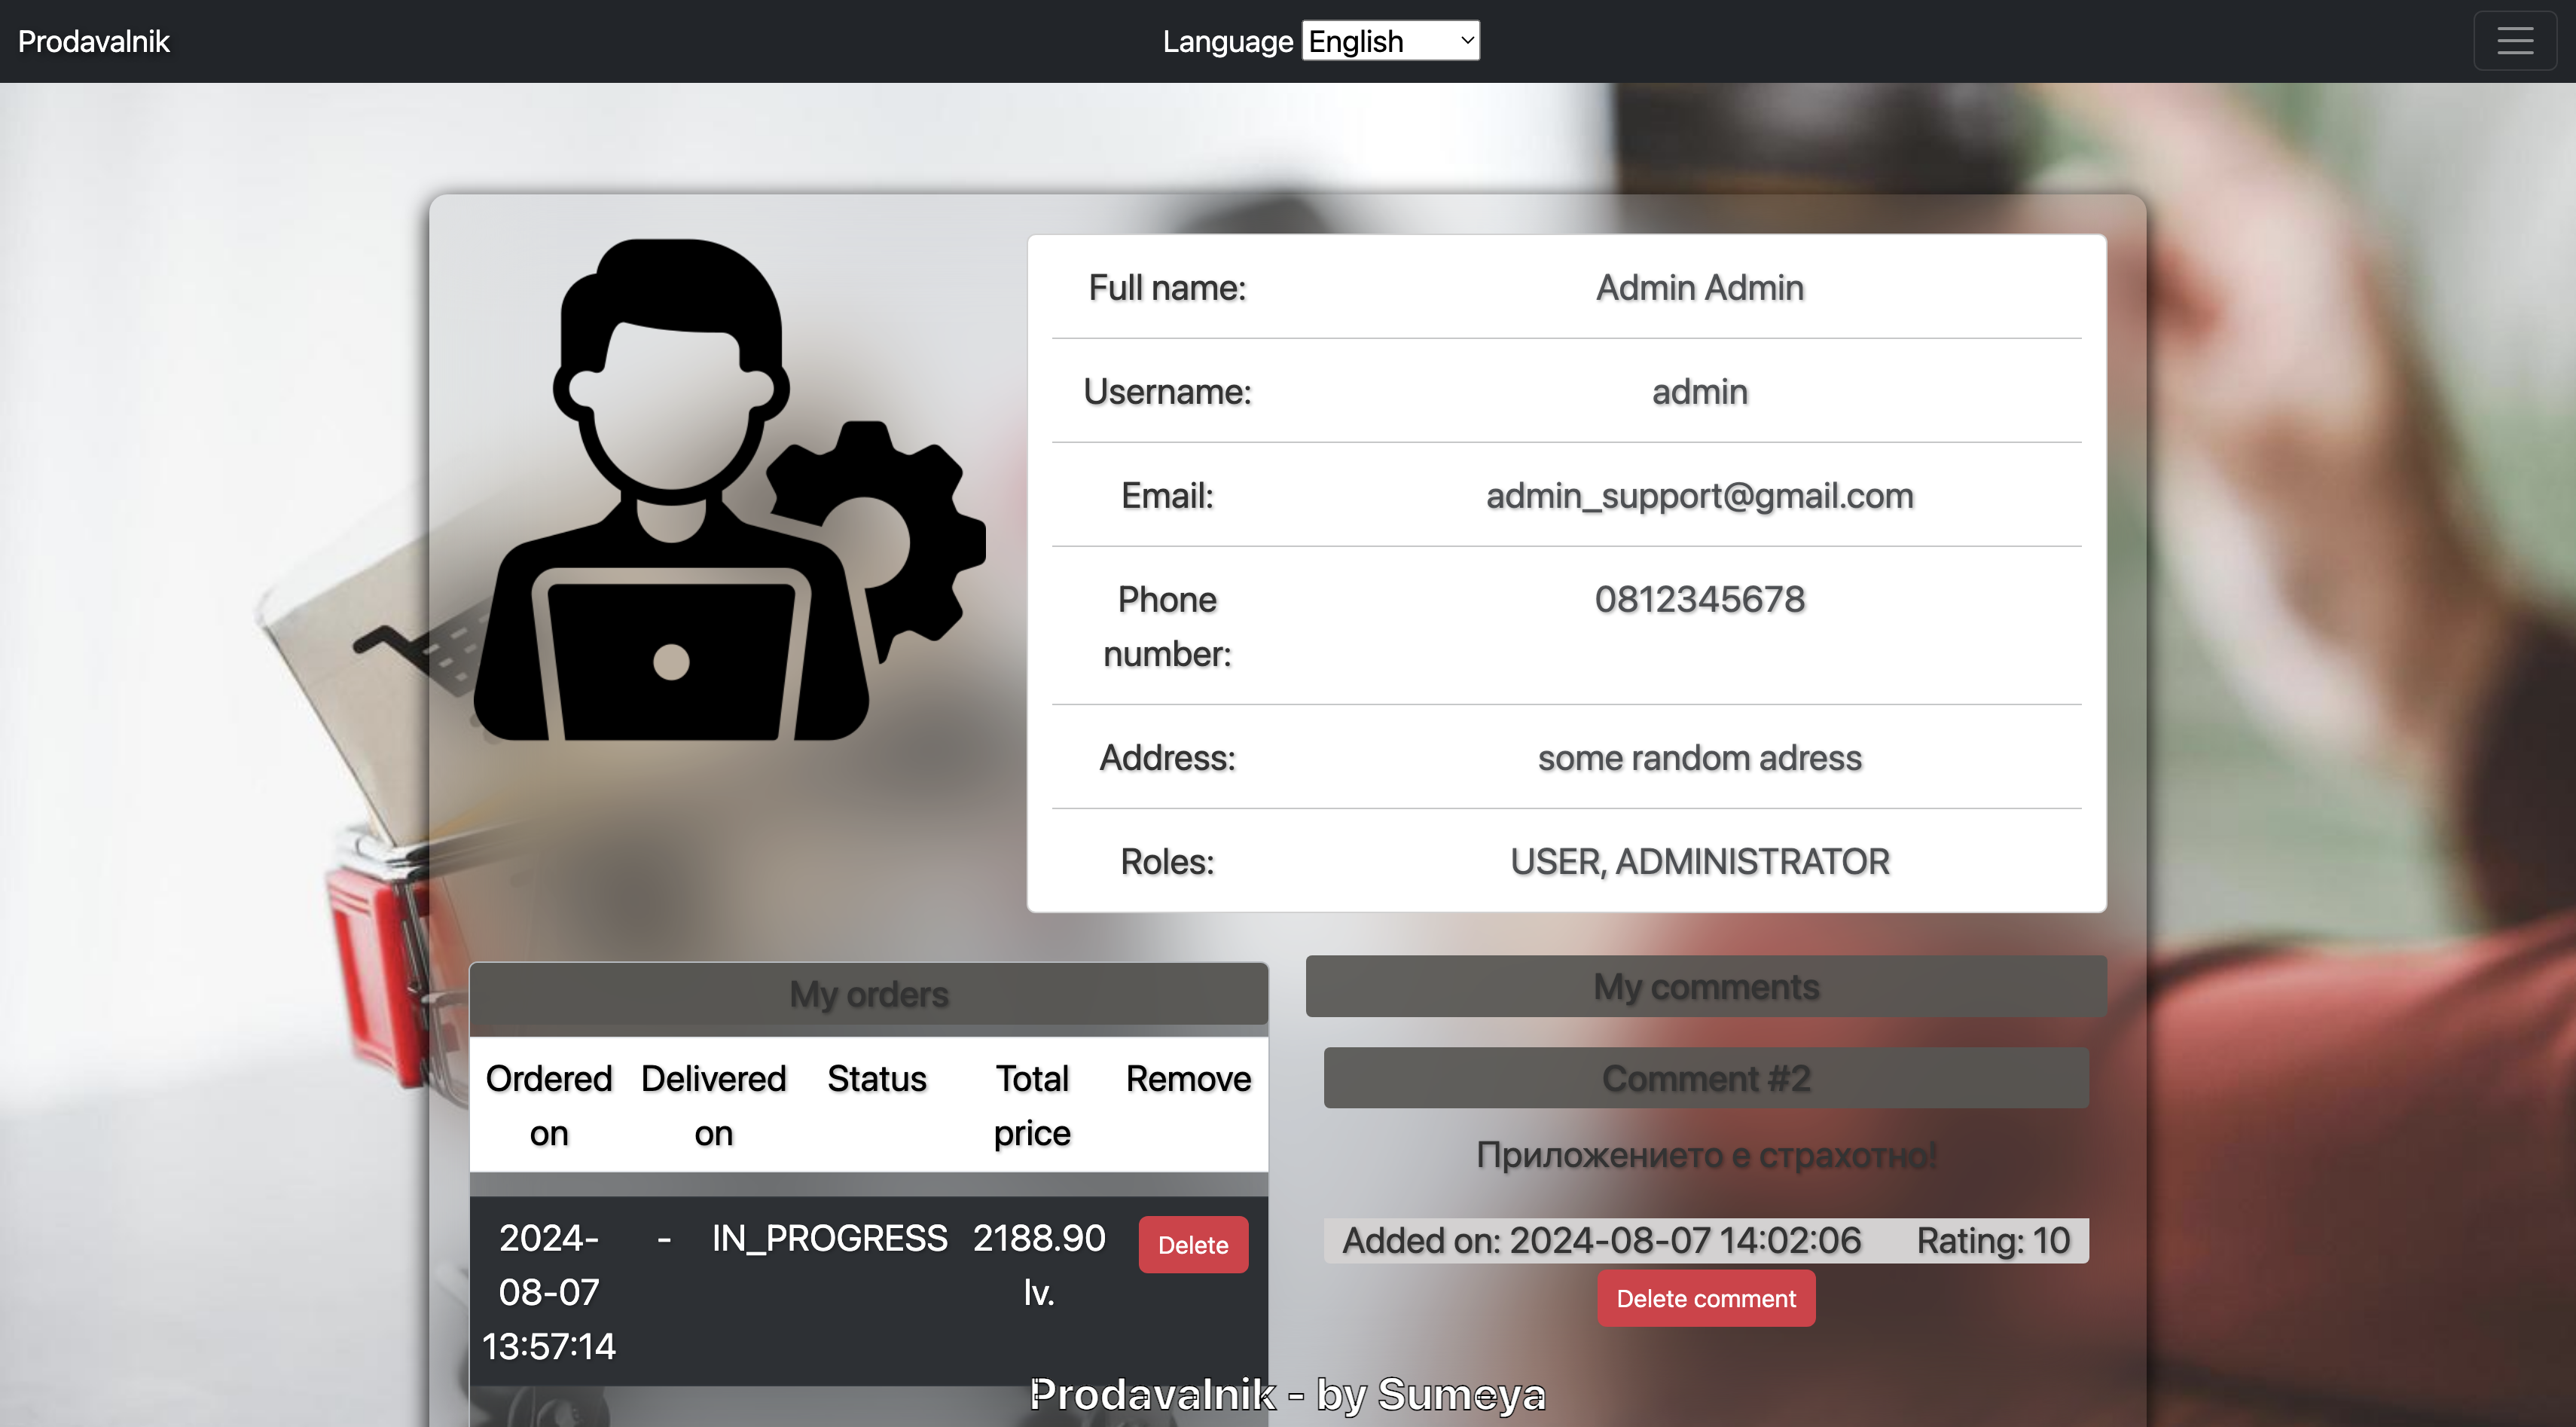 Prodavalnik
Language English
Full name: Admin Admin
Username: admin
Email: admin_support@gmail.com
Phone number: 0812345678
Address: some random adress
Roles: USER, ADMINISTRATOR
My orders
Ordered on Delivered on Status Total price Remove
2024-08-07 13:57:14 - IN_PROGRESS 2188.90 lv. Delete
My comments
Comment #2
Приложението е страхотно!
Added on: 2024-08-07 14:02:06 Rating: 10
Delete comment
Prodavalnik - by Sumeya